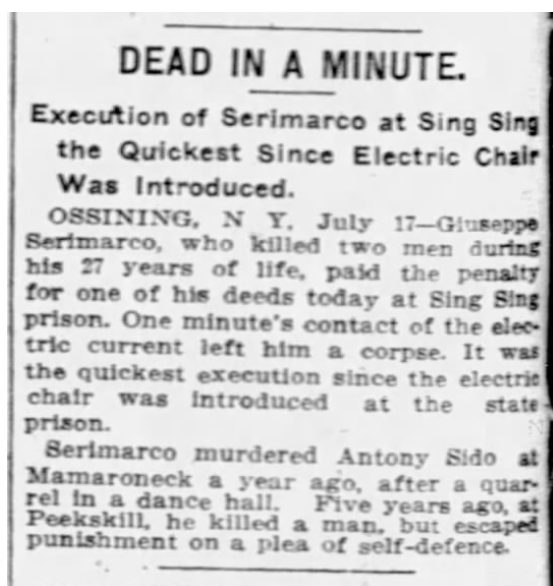 DEAD IN A MINUTE.
Execution of Serimarco at Sing Sing
the Quickest Since Electric Chair
Was Introduced.
OSSINING, N Y, July 17—Giuseppe
Serimarco, who killed two men during
his 27 years of life, paid the penalty
for one of his deeds today at Sing Sing
prison. One minute's contact of the elec-
tric current left him a corpse. It was
the quickest execution since the electric
chair was introduced at the state
prison.
Serimarco murdered Antony Sido at
Mamaroneck a year ago, after a quar-
rel in a dance hall. Five years ago, at
Peekskill, he killed a man, but escaped
punishment on a plea of self-defence.